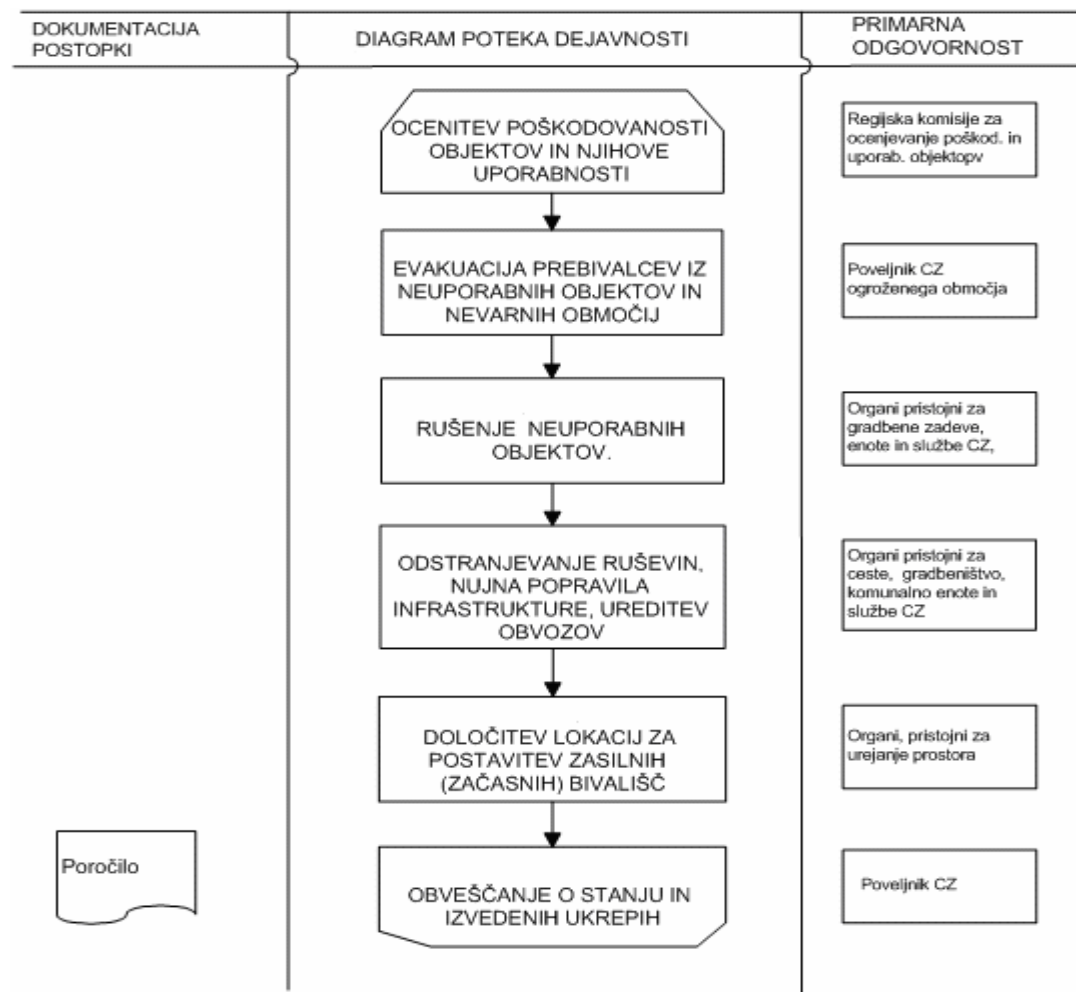 DOKUMENTACIJA
POSTOPKI
DIAGRAM POTEKA DEJAVNOSTI
PRIMARNA
ODGOVORNOST
OCENITEV POŠKODOVANOSTI
OBJEKTOV IN NJIHOVE
UPORABNOSTI
Regijska komisije za
ocenjevanje poškod. in
uporab. objektopv
EVAKUACIJA PREBIVALCEV IZ
NEUPORABNIH OBJEKTOV IN
NEVARNIH OBMOČIJ
Poveljnik CZ
ogroženega območja
RUŠENJE NEUPORABNIH
OBJEKTOV.
Organi pristojni za
gradbene zadeve,
enote in službe CZ,
ODSTRANJEVANJE RUŠEVIN,
NUJNA POPRAVILA
INFRASTRUKTURE, UREDITEV
OBVOZOV
Organi pristojni za
ceste, gradbeništvo,
komunalno enote in
službe CZ
DOLOČITEV LOKACIJ ZA
POSTAVITEV ZASILNIH
(ZAČASNIH) BIVALIŠČ
Organi, pristojni za
urejanje prostora
Poročilo
OBVEŠČANJE O STANJU IN
IZVEDENIH UKREPIH
Poveljnik CZ